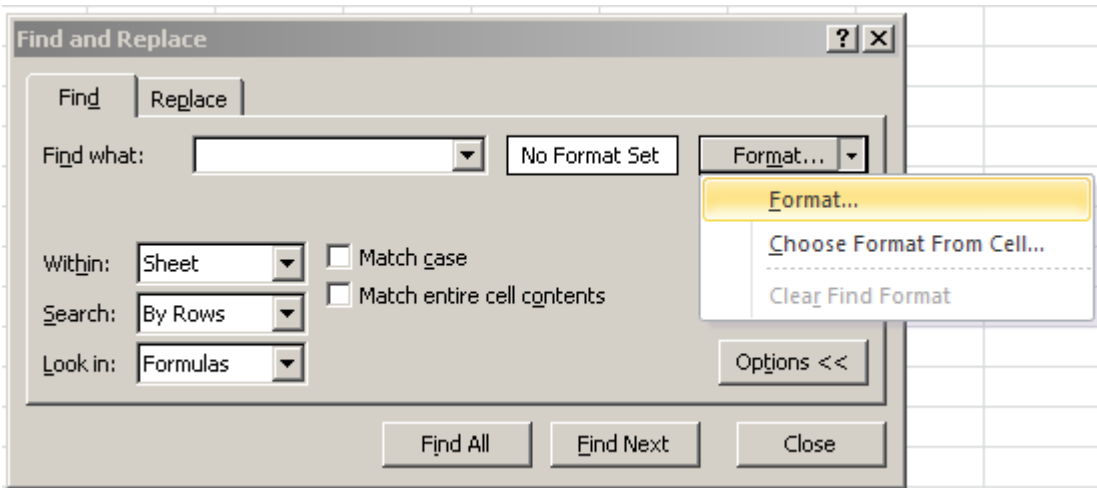 Find and Replace
Find Replace
Find what: No Format Set Format...
Format...
Choose Format From Cell...
Clear Find Format
Within: Sheet Match case
Match entire cell contents
Search: By Rows
Look in: Formulas Options <<
Find All Find Next Close